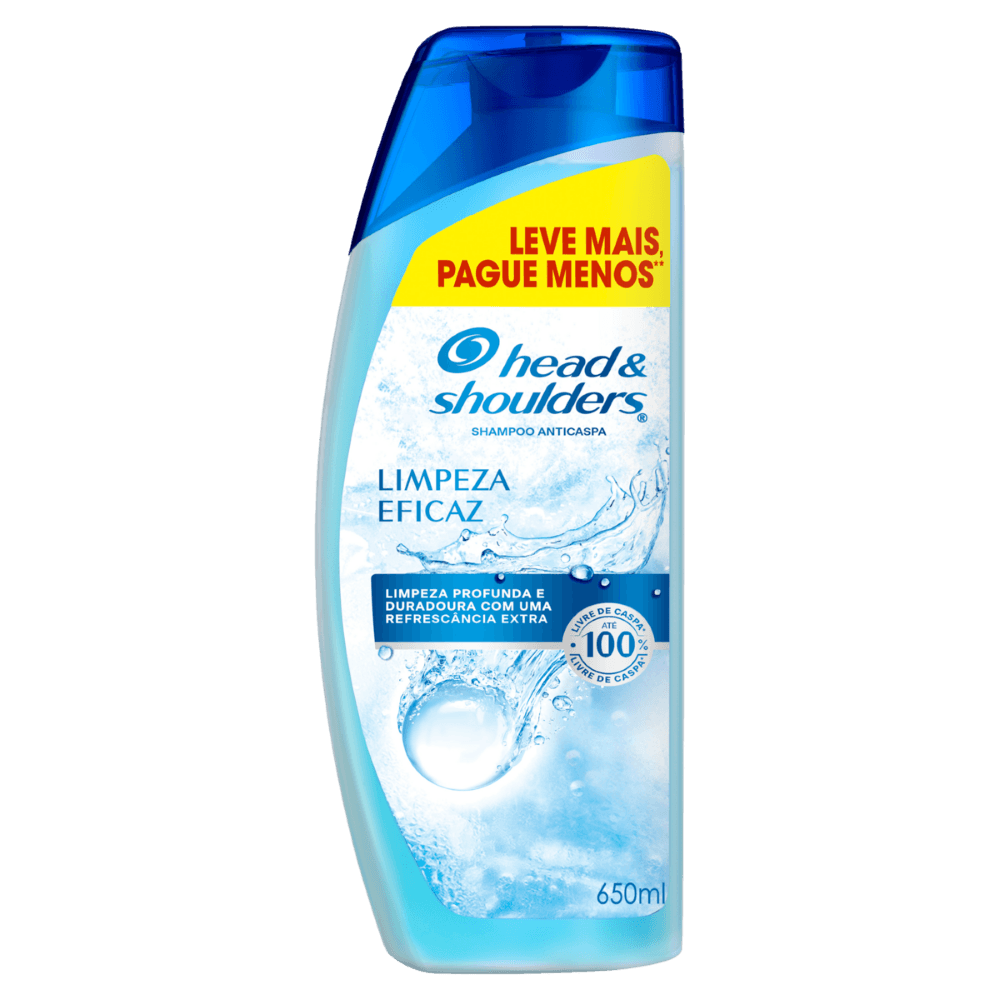 LEVE MAIS,
PAGUE MENOS**
head &
shoulders®
SHAMPOO ANTICASPA
LIMPEZA
EFICAZ
LIMPEZA PROFUNDA E
DURADOURA COM UMA
REFRESCÂNCIA EXTRA
LIVRE DE CASPA*
ATÉ
100%
LIVRE DE CASPA*
650ml